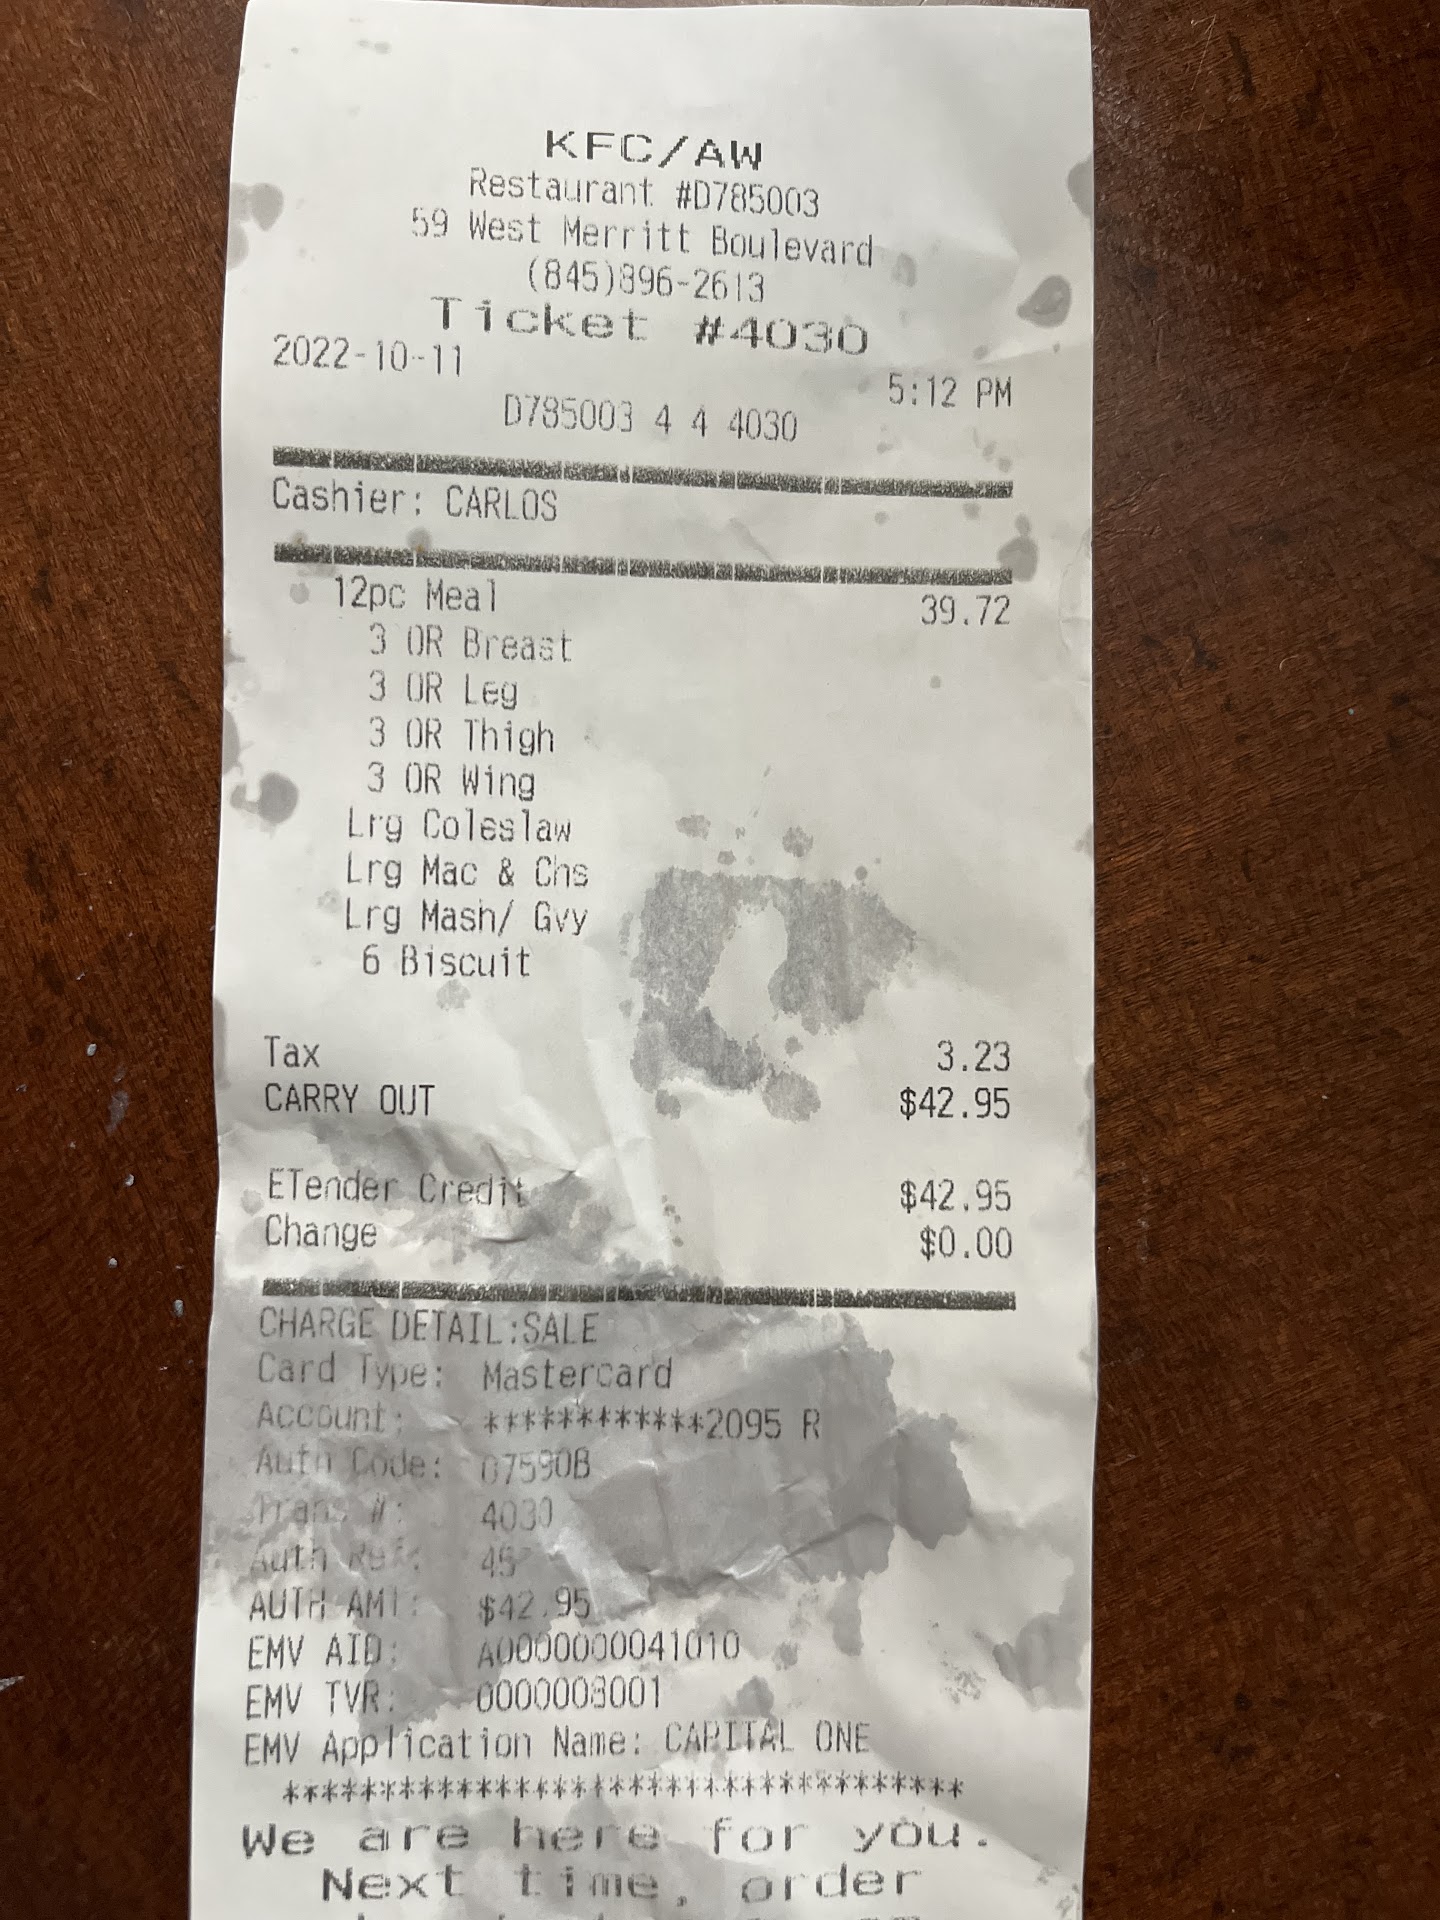 KFC/AW
Restaurant #D785003
59 West Merritt Boulevard
(845)896-2613
Ticket #4030
2022-10-11
5:12 PM
D785003 4 4 4030
Cashier: CARLOS
12pc Meal 39.72
3 OR Breast
3 OR Leg
3 OR Thigh
3 OR Wing
Lrg Coleslaw
Lrg Mac & Chs
Lrg Mash/ Gvy
6 Biscuit
Tax 3.23
CARRY OUT $42.95
ETender Credit $42.95
Change $0.00
CHARGE DETAIL:SALE
Card Type: Mastercard
Account: ************2095 R
Auth Code: 07590B
Trans #: 4030
Auth Ref:
AUTH AMT: $42.95
EMV AID: A0000000041010
EMV TVR: 0000008001
EMV Application Name: CAPITAL ONE
***********************************
We are here for you.
Next time, order